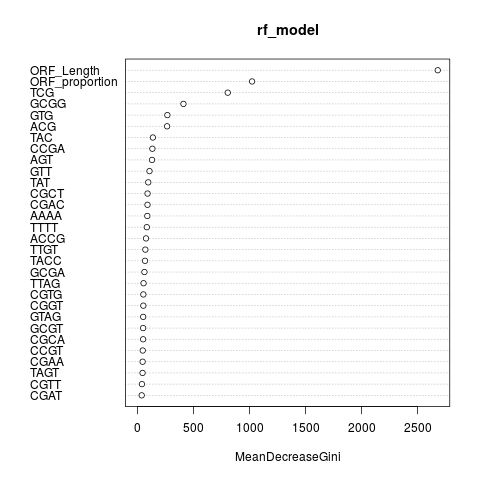 rf_model
ORF_Length
ORF_proportion
TCG
GCGG
GTG
ACG
TAC
CCGA
AGT
GTT
TAT
CGCT
CGAC
AAAA
TTTT
ACCG
TTGT
TACC
GCGA
TTAG
CGTG
CGGT
GTAG
GCGT
CGCA
CCGT
CGAA
TAGT
CGTT
CGAT
0 500 1000 1500 2000 2500
MeanDecreaseGini